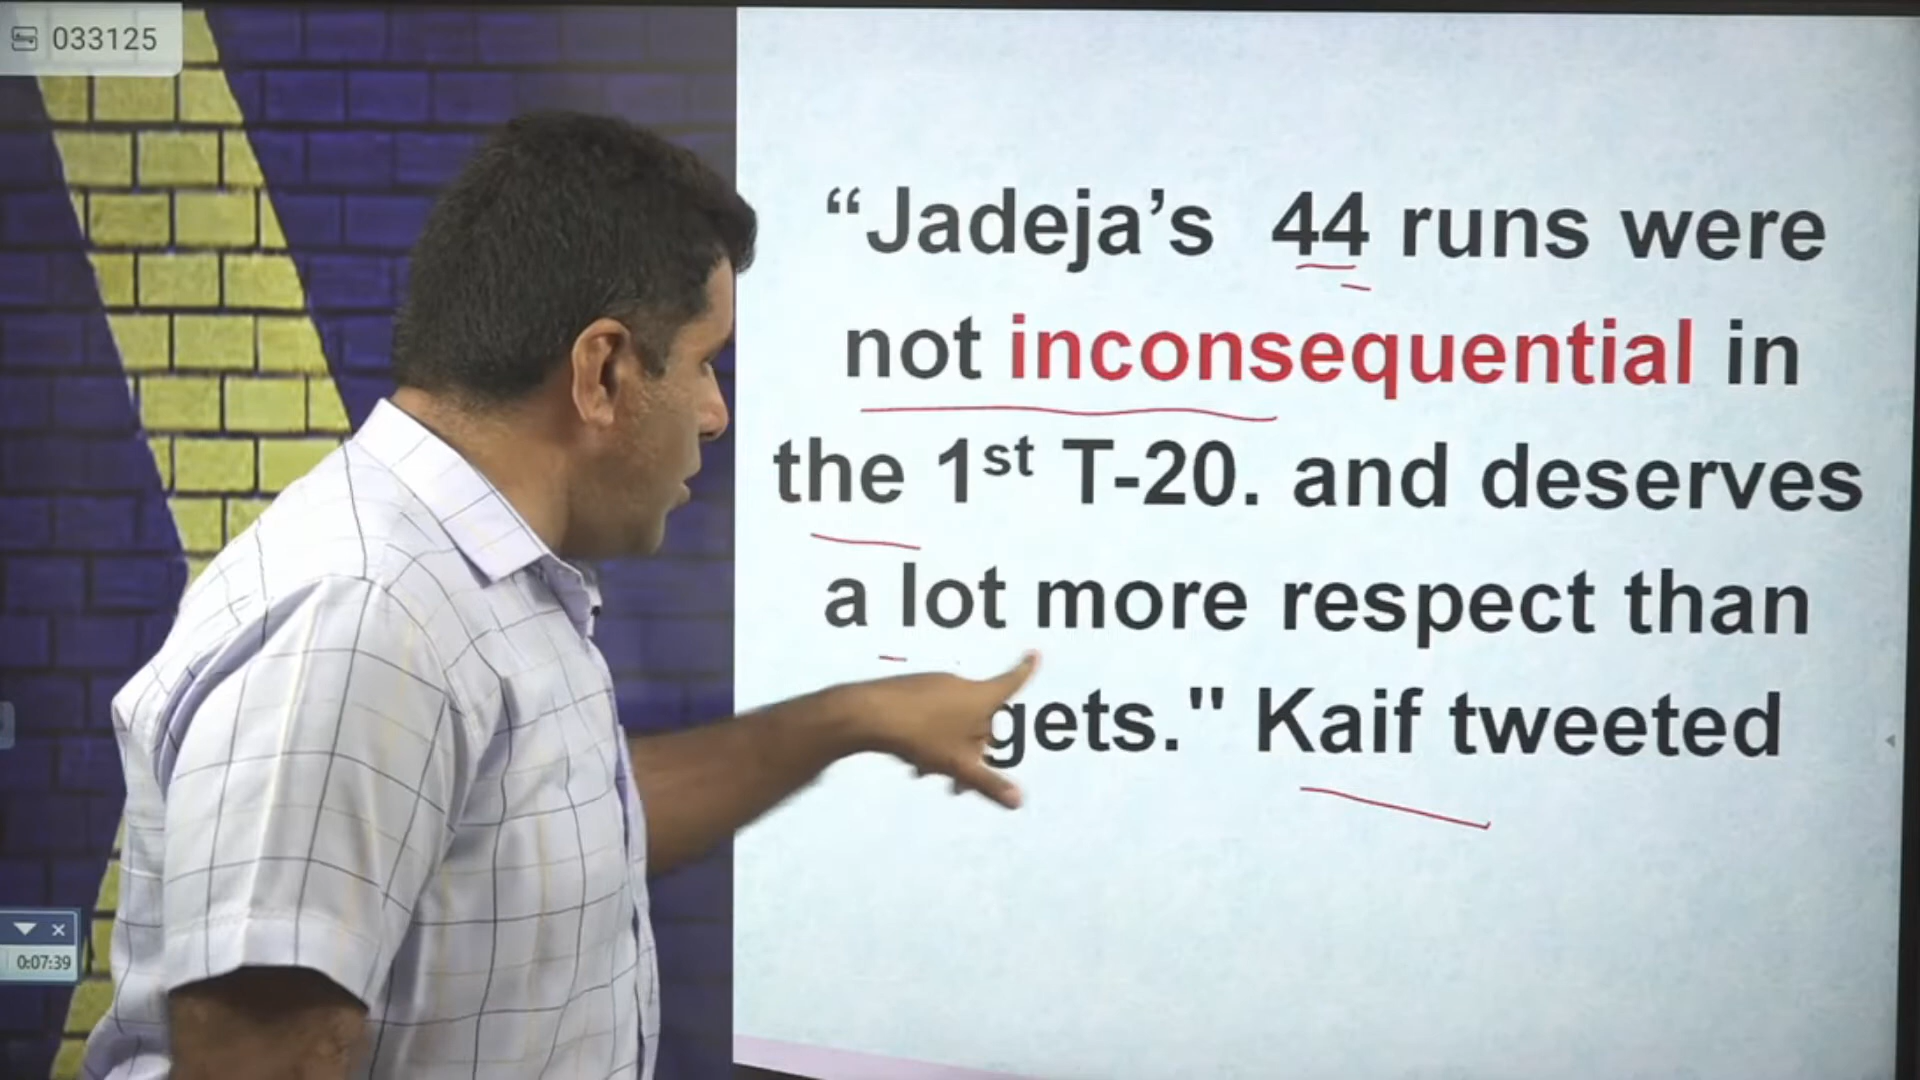 033125
“Jadeja’s 44 runs were
not inconsequential in
the 1st T-20. and deserves
a lot more respect than
gets." Kaif tweeted
0:07:39